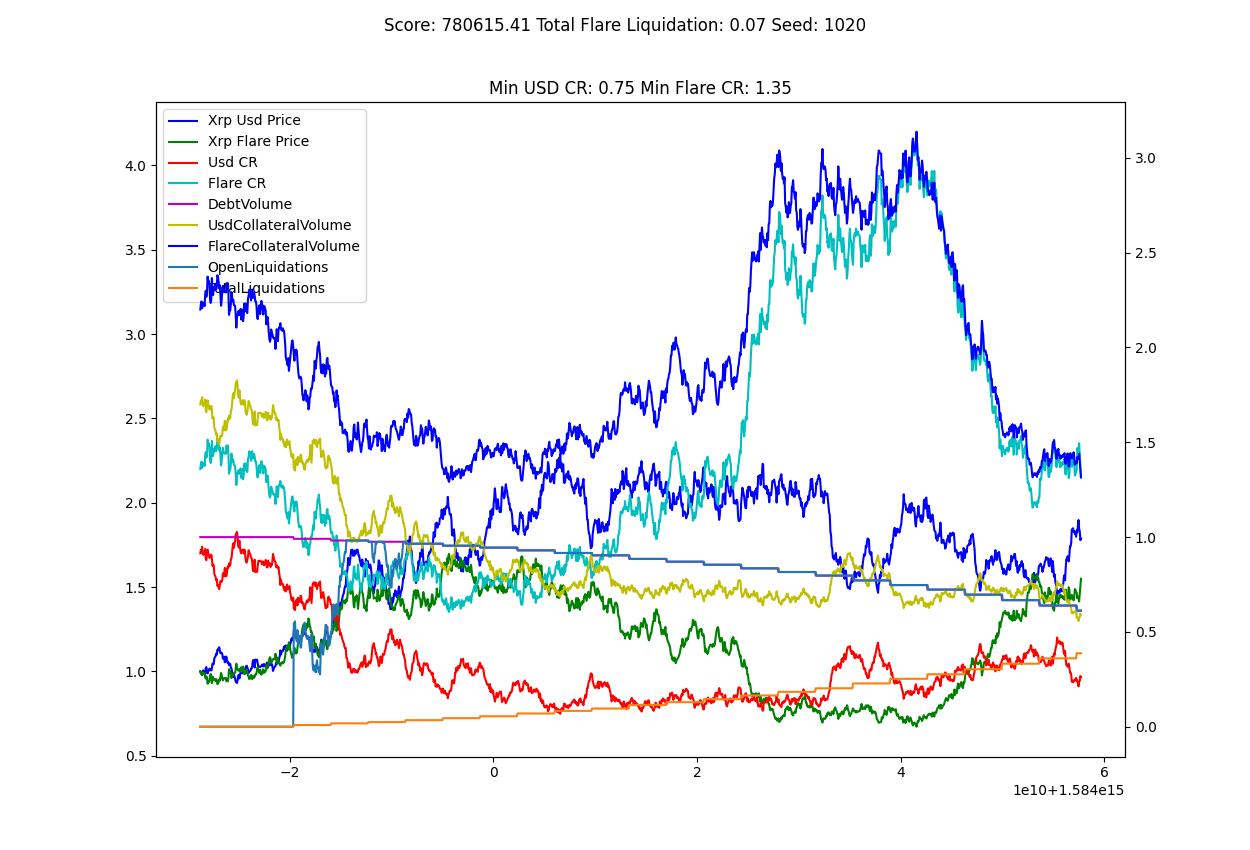 Score: 780615.41 Total Flare Liquidation: 0.07 Seed: 1020
Min USD CR: 0.75 Min Flare CR: 1.35
Xrp Usd Price
Xrp Flare Price
Usd CR
Flare CR
DebtVolume
UsdCollateralVolume
FlareCollateralVolume
OpenLiquidations
TotalLiquidations
4.0
3.5
3.0
2.5
2.0
1.5
1.0
0.5
3.0
2.5
2.0
1.5
1.0
0.5
0.0
−2 0 2 4 6
1e10+1.584e15